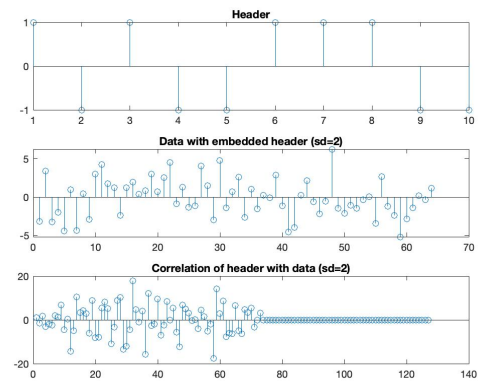 Header
1
0
-1
1 2 3 4 5 6 7 8 9 10
Data with embedded header (sd=2)
5
0
-5
0 10 20 30 40 50 60 70
Correlation of header with data (sd=2)
20
0
-20
0 20 40 60 80 100 120 140